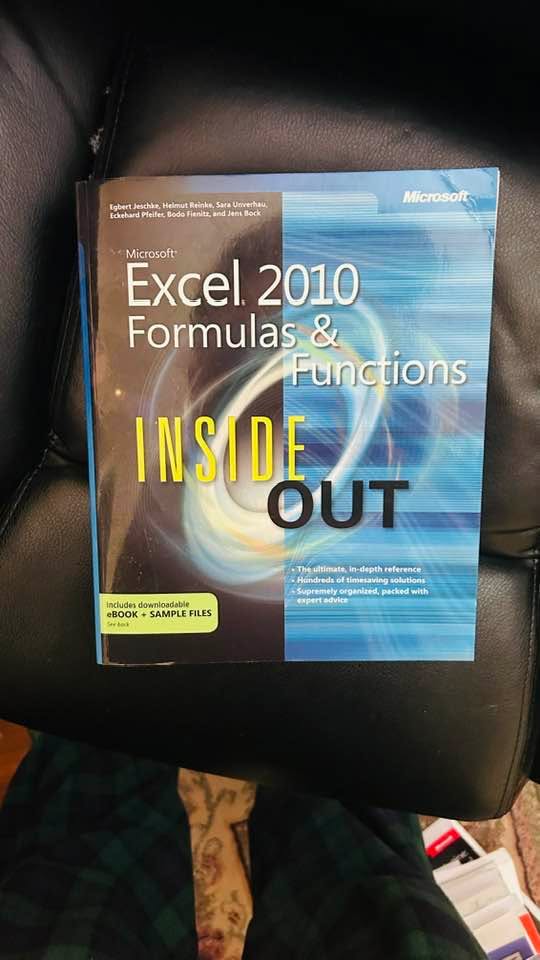 Egbert Jeschke, Helmut Reinke, Sara Unverhau,
Eckehard Pfeifer, Bodo Fienitz, and Jens Bock
Microsoft
Microsoft®
Excel® 2010
Formulas &
Functions
INSIDE
OUT
• The ultimate, in-depth reference
• Hundreds of timesaving solutions
• Supremely organized, packed with
expert advice
Includes downloadable
eBOOK + SAMPLE FILES
See back